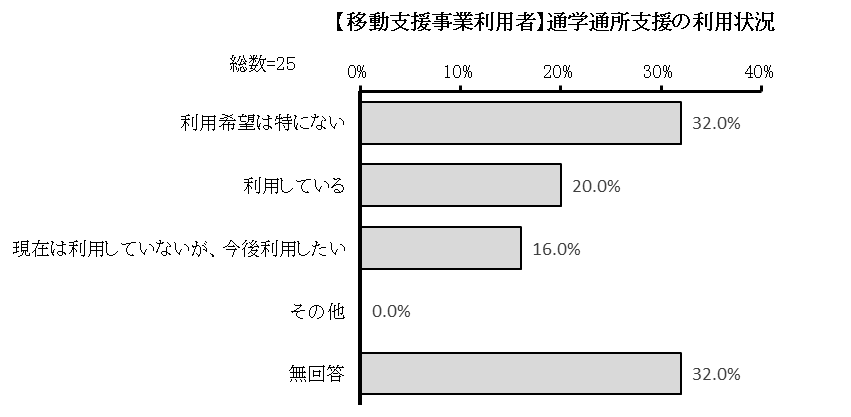 【移動支援事業利用者】通学通所支援の利用状況
総数=25
0% 10% 20% 30% 40%
利用希望は特にない 32.0%
利用している 20.0%
現在は利用していないが、今後利用したい 16.0%
その他 0.0%
無回答 32.0%